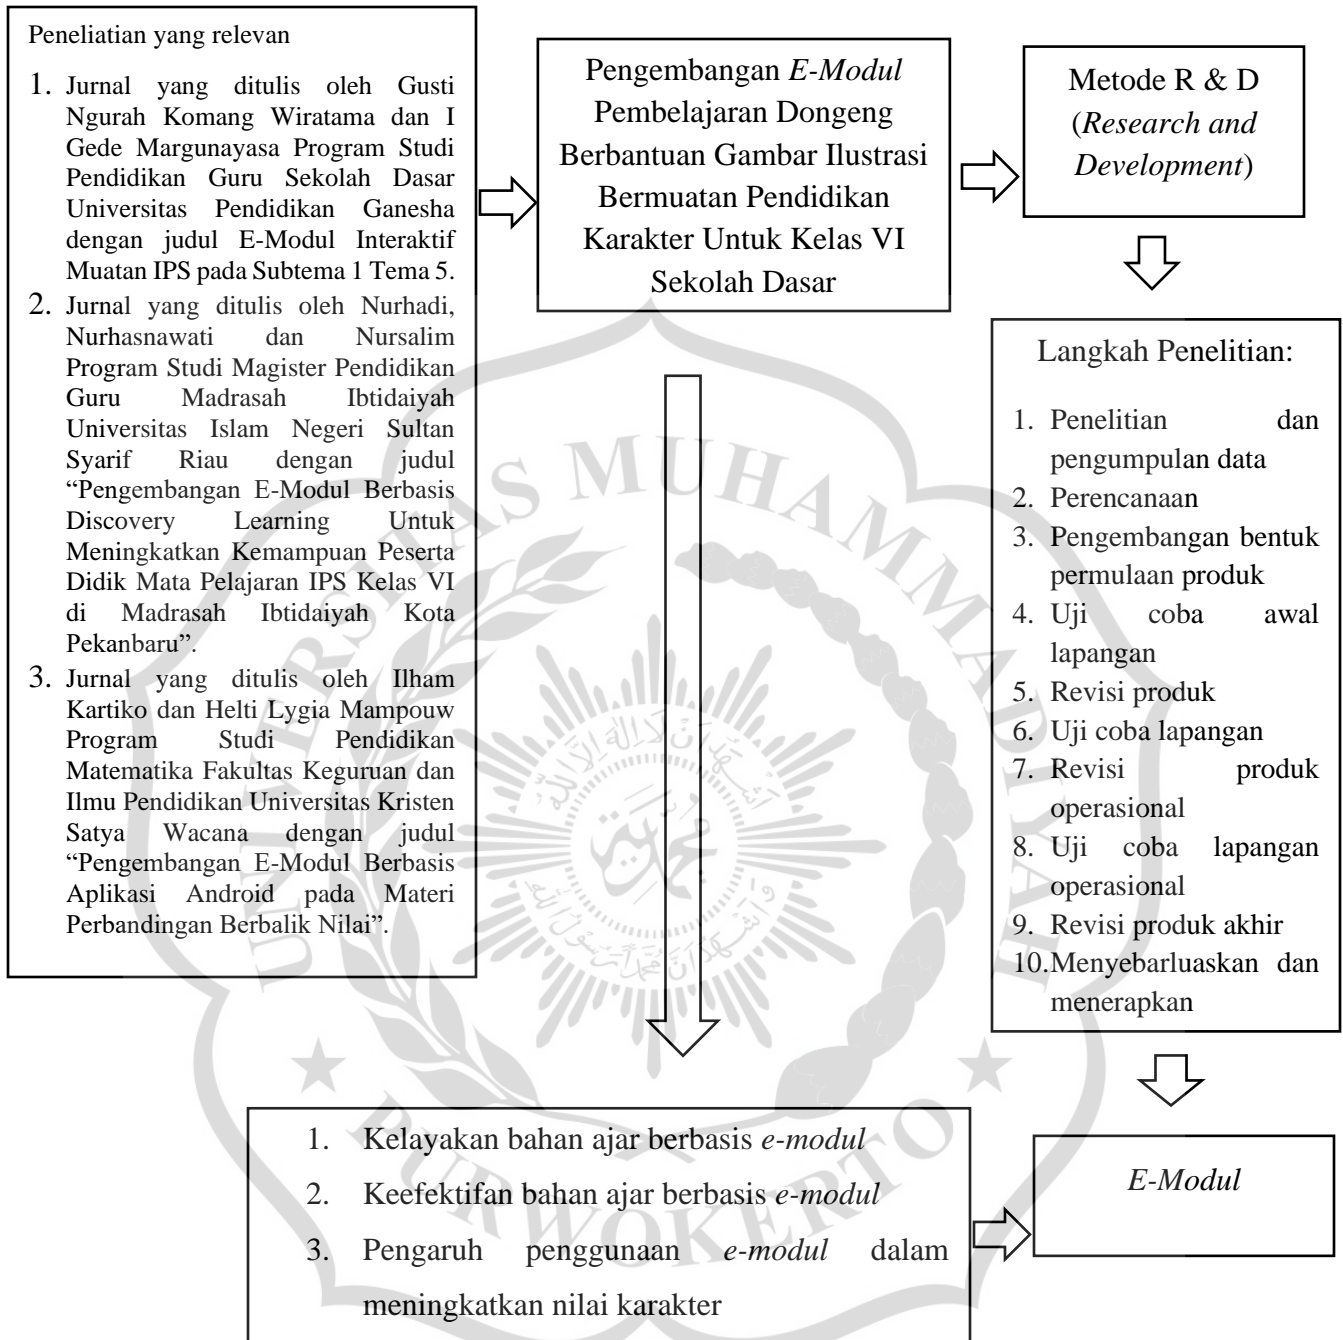 Peneliatian yang relevan
1. Jurnal yang ditulis oleh Gusti
Ngurah Komang Wiratama dan I
Gede Margunayasa Program Studi
Pendidikan Guru Sekolah Dasar
Universitas Pendidikan Ganesha
dengan judul E-Modul Interaktif
Muatan IPS pada Subtema 1 Tema 5.
2. Jurnal yang ditulis oleh Nurhadi,
Nurhasnawati dan Nursalim
Program Studi Magister Pendidikan
Guru Madrasah Ibtidaiyah
Universitas Islam Negeri Sultan
Syarif Riau dengan judul
“Pengembangan E-Modul Berbasis
Discovery Learning Untuk
Meningkatkan Kemampuan Peserta
Didik Mata Pelajaran IPS Kelas VI
di Madrasah Ibtidaiyah Kota
Pekanbaru”.
3. Jurnal yang ditulis oleh Ilham
Kartiko dan Helti Lygia Mampouw
Program Studi Pendidikan
Matematika Fakultas Keguruan dan
Ilmu Pendidikan Universitas Kristen
Satya Wacana dengan judul
“Pengembangan E-Modul Berbasis
Aplikasi Android pada Materi
Perbandingan Berbalik Nilai”.
Pengembangan E-Modul
Pembelajaran Dongeng
Berbantuan Gambar Ilustrasi
Bermuatan Pendidikan
Karakter Untuk Kelas VI
Sekolah Dasar
Metode R & D
(Research and
Development)
Langkah Penelitian:
1. Penelitian dan
pengumpulan data
2. Perencanaan
3. Pengembangan bentuk
permulaan produk
4. Uji coba awal
lapangan
5. Revisi produk
6. Uji coba lapangan
7. Revisi produk
operasional
8. Uji coba lapangan
operasional
9. Revisi produk akhir
10.Menyebarluaskan dan
menerapkan
1. Kelayakan bahan ajar berbasis e-modul
2. Keefektifan bahan ajar berbasis e-modul
3. Pengaruh penggunaan e-modul dalam
meningkatkan nilai karakter
E-Modul
UNIVERSITAS MUHAMMADIYAH
PURWOKERTO